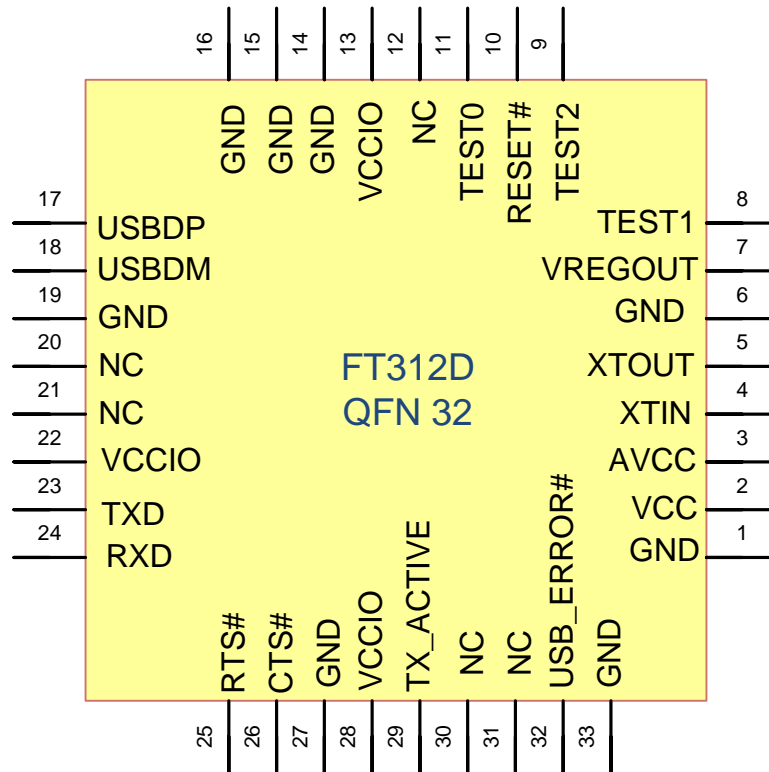 16 15 14 13 12 11 10 9
GND GND GND VCCIO NC TEST0 RESET# TEST2
17 USBDP
18 USBDM
19 GND
20 NC
21 NC
22 VCCIO
23 TXD
24 RXD
FT312D
QFN 32
8 TEST1
7 VREGOUT
6 GND
5 XTOUT
4 XTIN
3 AVCC
2 VCC
1 GND
RTS# CTS# GND VCCIO TX_ACTIVE NC NC USB_ERROR# GND
25 26 27 28 29 30 31 32 33